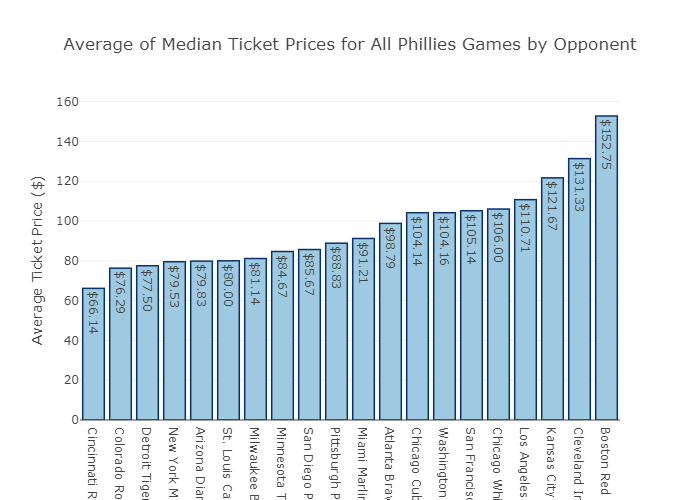 Average of Median Ticket Prices for All Phillies Games by Opponent
Average Ticket Price ($)
160
140
120
100
80
60
40
20
0
$66.14
$76.29
$77.50
$79.53
$79.83
$80.00
$81.14
$84.67
$85.67
$88.83
$91.21
$98.79
$104.14
$104.16
$105.14
$106.00
$110.71
$121.67
$131.33
$152.75
Cincinnati R
Colorado Ro
Detroit Tiger
New York M
Arizona Diar
St. Louis Ca
Milwaukee B
Minnesota T
San Diego P
Pittsburgh P
Miami Marlin
Atlanta Brav
Chicago Cub
Washington
San Francisc
Chicago Whi
Los Angeles
Kansas City
Cleveland In
Boston Red